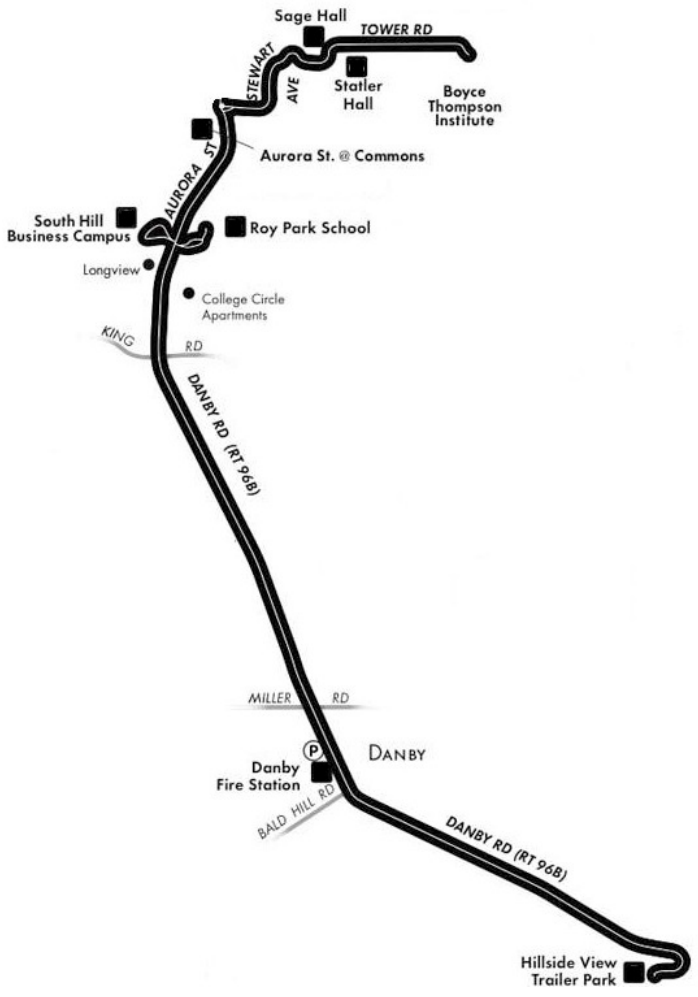 Sage Hall
TOWER RD
STEWART
AVE
Statler
Hall
Boyce
Thompson
Institute
Aurora St. @ Commons
AURORA ST
South Hill
Business Campus
Roy Park School
Longview
College Circle
Apartments
KING RD
DANBY RD (RT 96B)
MILLER RD
P
DANBY
Danby
Fire Station
BALD HILL RD
DANBY RD (RT 96B)
Hillside View
Trailer Park